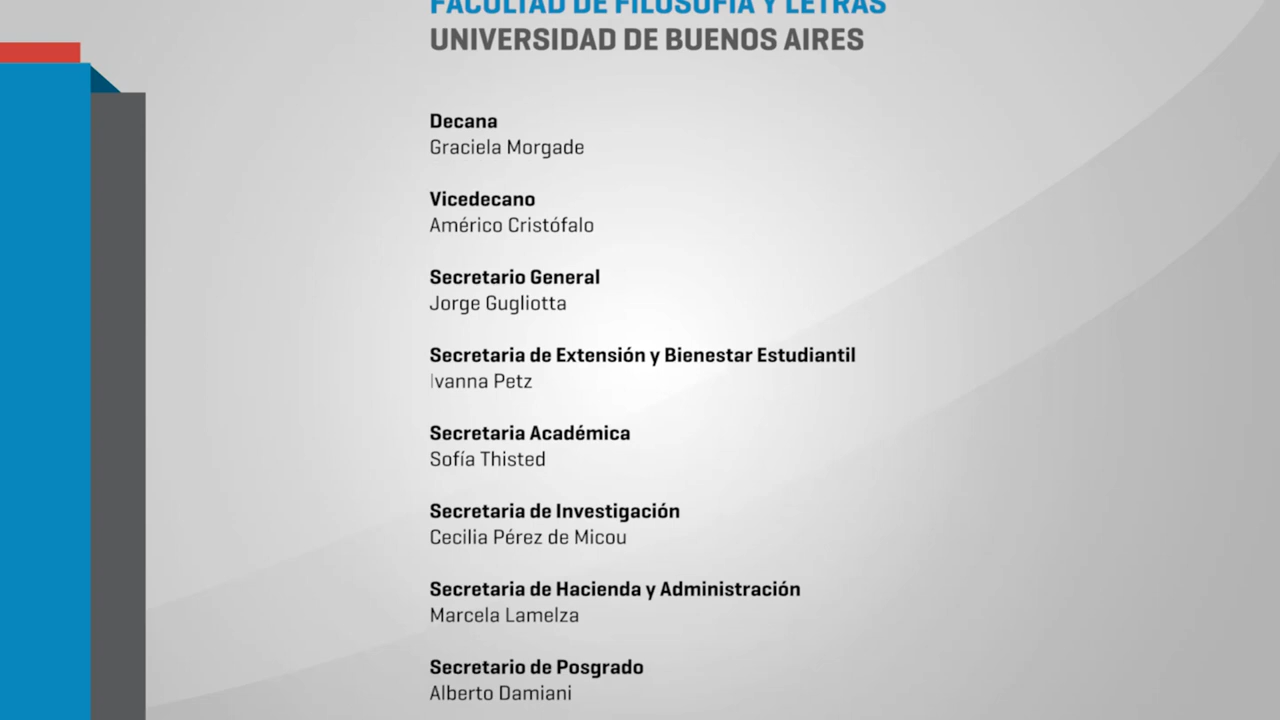 FACULTAD DE FILOSOFÍA Y LETRAS
UNIVERSIDAD DE BUENOS AIRES
Decana
Graciela Morgade
Vicedecano
Américo Cristófalo
Secretario General
Jorge Gugliotta
Secretaria de Extensión y Bienestar Estudiantil
Ivanna Petz
Secretaria Académica
Sofía Thisted
Secretaria de Investigación
Cecilia Pérez de Micou
Secretaria de Hacienda y Administración
Marcela Lamelza
Secretario de Posgrado
Alberto Damiani